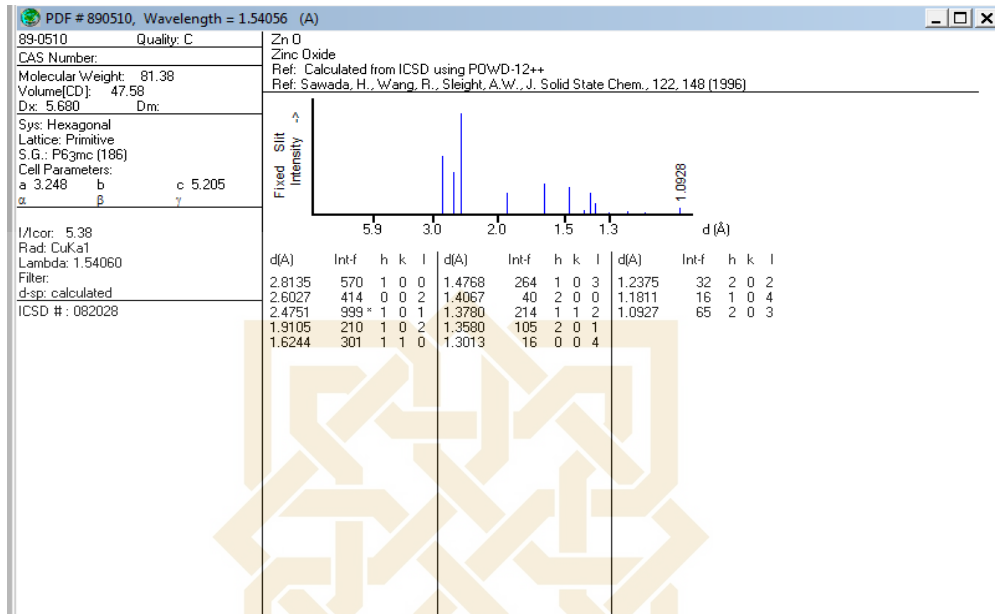 PDF # 890510, Wavelength = 1.54056 (A)
89-0510 Quality: C
CAS Number:
Molecular Weight: 81.38
Volume[CD]: 47.58
Dx: 5.680 Dm:
Sys: Hexagonal
Lattice: Primitive
S.G.: P63mc (186)
Cell Parameters:
a 3.248 b c 5.205
α β γ
I/Icor: 5.38
Rad: CuKa1
Lambda: 1.54060
Filter:
d-sp: calculated
ICSD # : 082028
Zn O
Zinc Oxide
Ref: Calculated from ICSD using POWD-12++
Ref: Sawada, H., Wang, R., Sleight, A.W., J. Solid State Chem., 122, 148 (1996)
Fixed Slit
Intensity ->
1.0928
5.9 3.0 2.0 1.5 1.3 d (Å)
d(A) Int-f h k l d(A) Int-f h k l d(A) Int-f h k l
2.8135 570 1 0 0 1.4768 264 1 0 3 1.2375 32 2 0 2
2.6027 414 0 0 2 1.4067 40 2 0 0 1.1811 16 1 0 4
2.4751 999 * 1 0 1 1.3780 214 1 1 2 1.0927 65 2 0 3
1.9105 210 1 0 2 1.3580 105 2 0 1
1.6244 301 1 1 0 1.3013 16 0 0 4